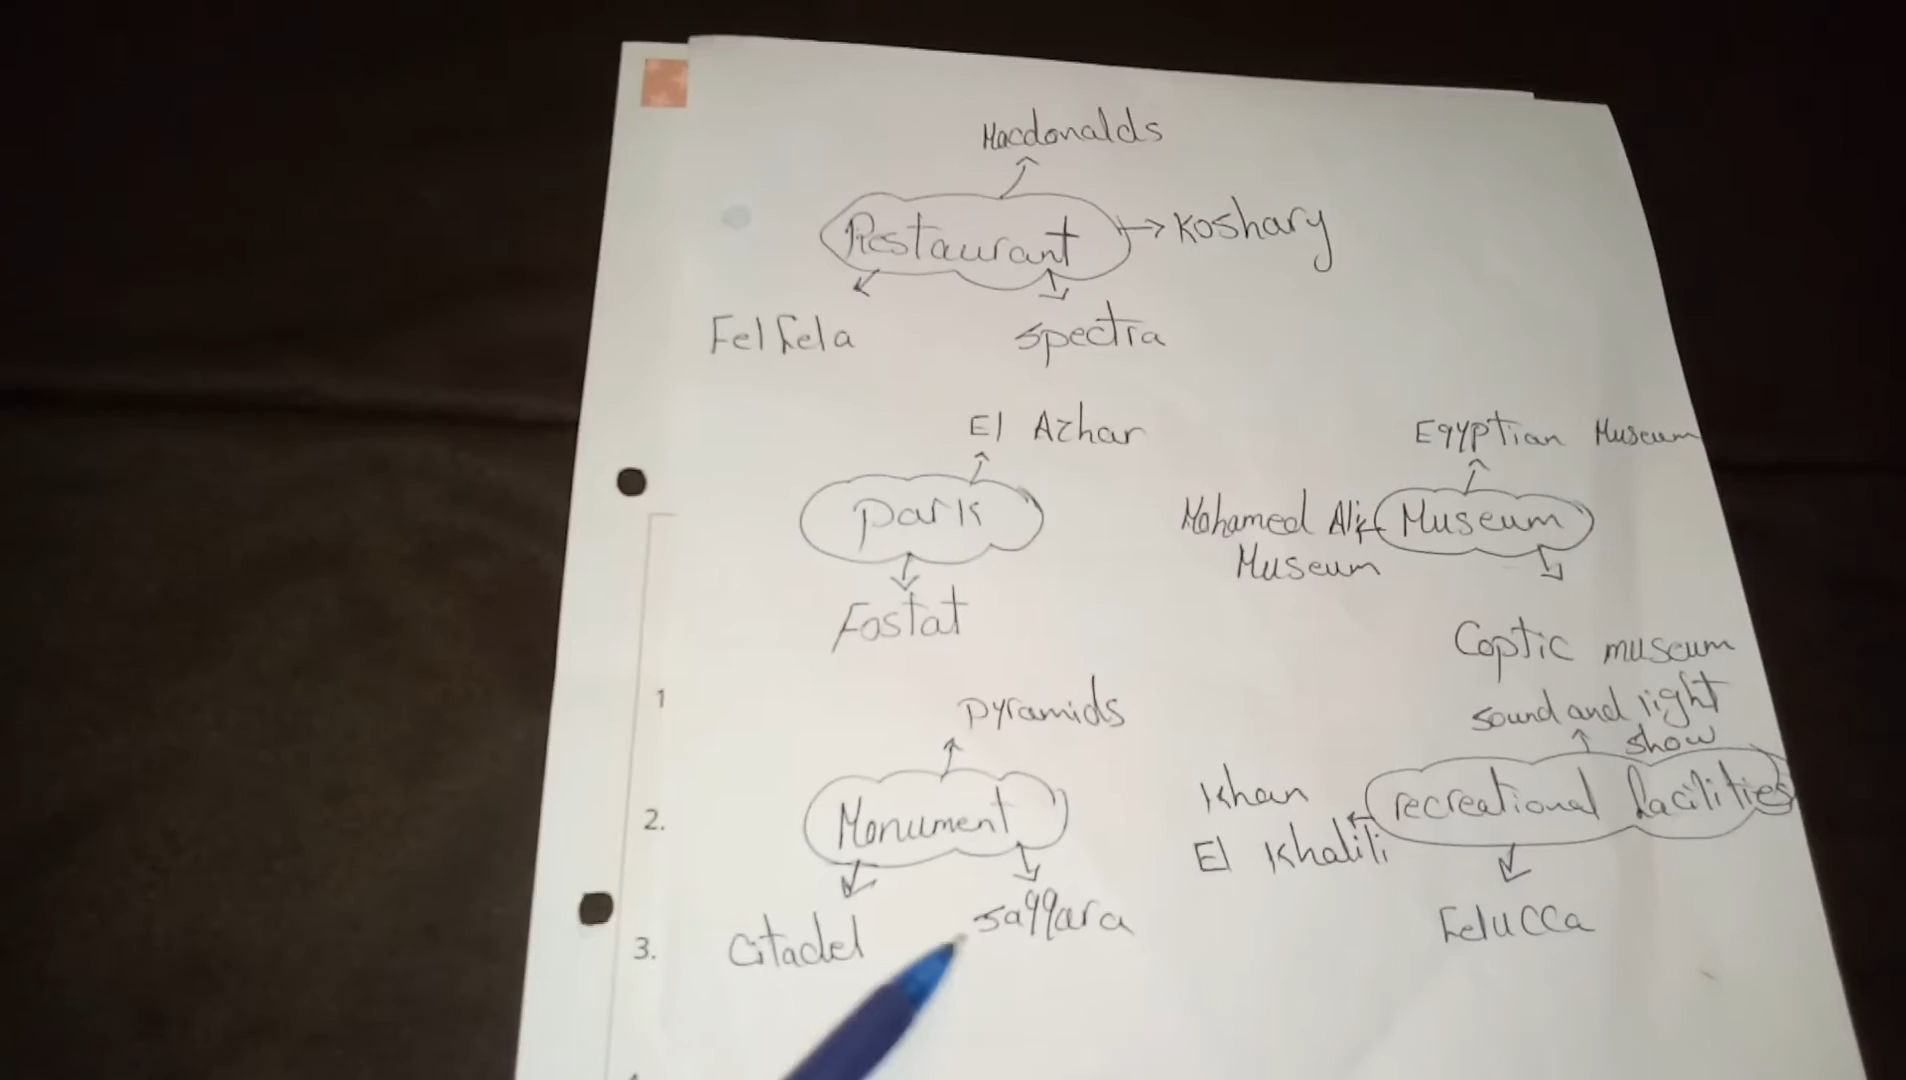 Macdonalds
Restaurant
Koshary
Felfela
spectra
El Azhar
park
Fostat
Egyptian Museum
Mohamed Ali
Museum
Museum
Coptic museum
pyramids
Monument
Citadel
saqqara
sound and light
show
recreational facilities
Khan
El Khalili
Felucca
1
2.
3.